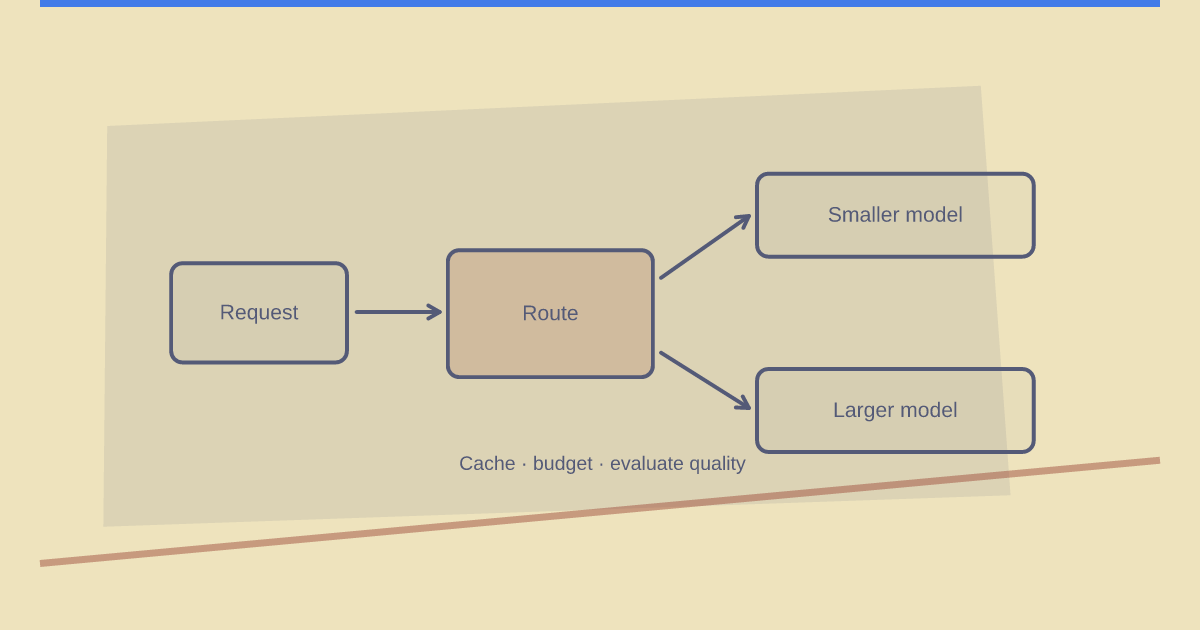 Request
Route
Smaller model
Larger model
Cache · budget · evaluate quality